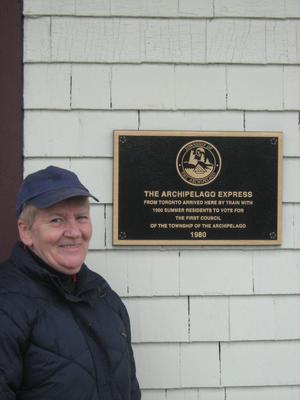 THE ARCHIPELAGO EXPRESS
FROM TORONTO ARRIVED HERE BY TRAIN WITH
1000 SUMMER RESIDENTS TO VOTE FOR
THE FIRST COUNCIL
OF THE TOWNSHIP OF THE ARCHIPELAGO
1980